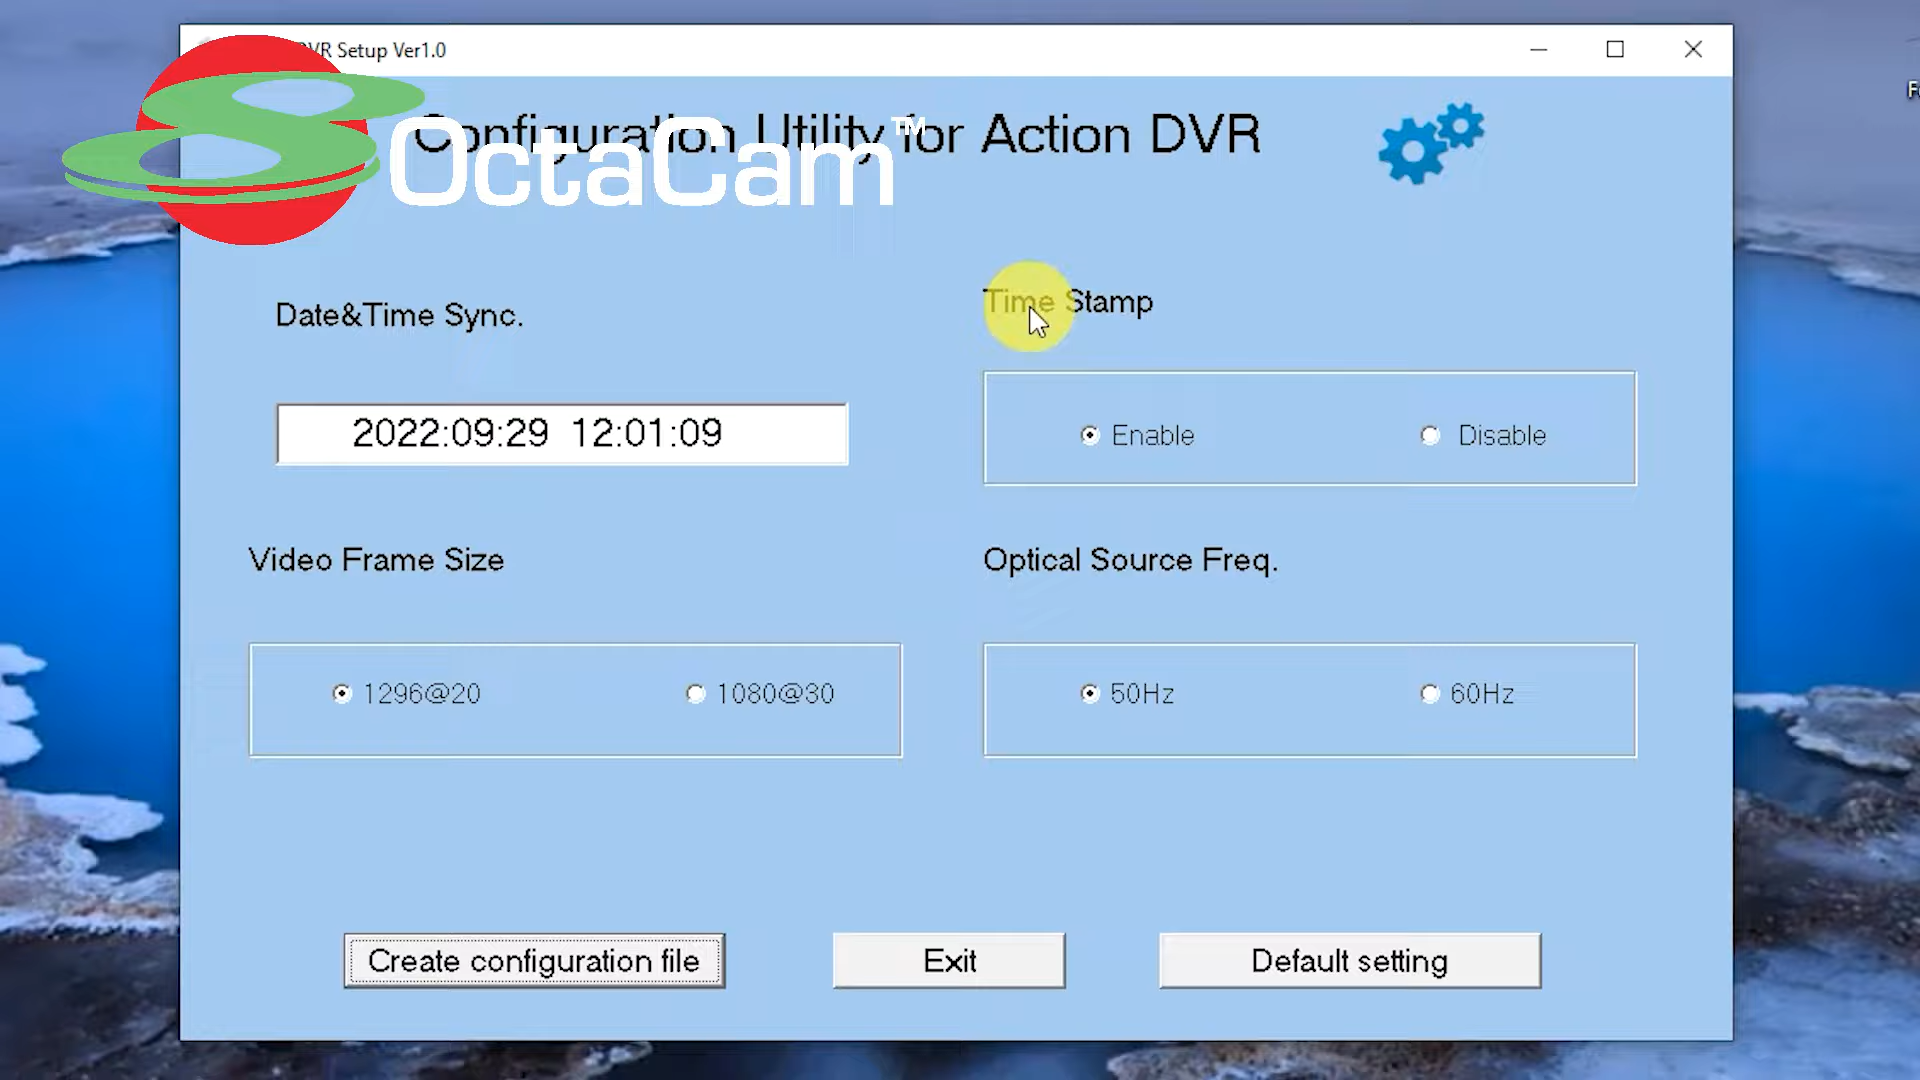 DVR Setup Ver1.0
Configuration Utility for Action DVR
OctaCam™
Date&Time Sync.
Time Stamp
2022:09:29 12:01:09
Enable
Disable
Video Frame Size
Optical Source Freq.
1296@20
1080@30
50Hz
60Hz
Create configuration file
Exit
Default setting